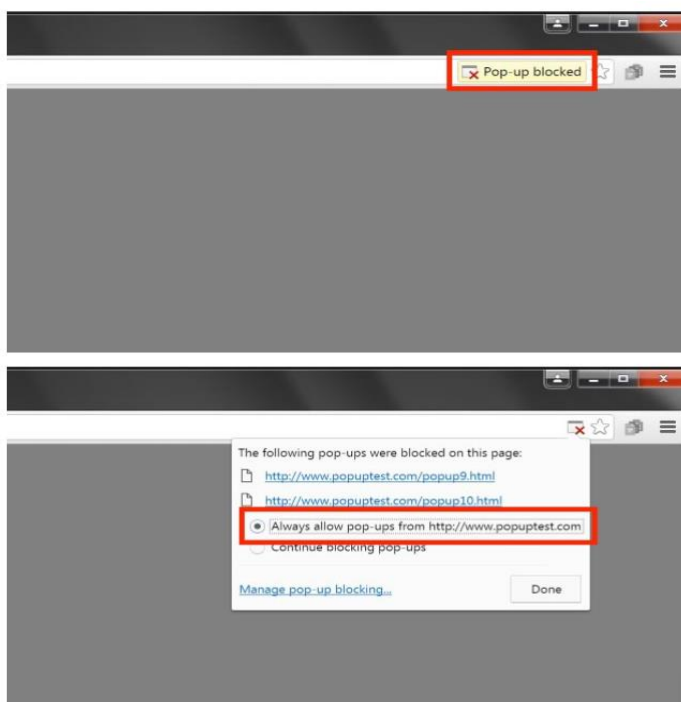 Pop-up blocked
The following pop-ups were blocked on this page:
http://www.popuptest.com/popup9.html
http://www.popuptest.com/popup10.html
Always allow pop-ups from http://www.popuptest.com
Continue blocking pop-ups
Manage pop-up blocking...
Done